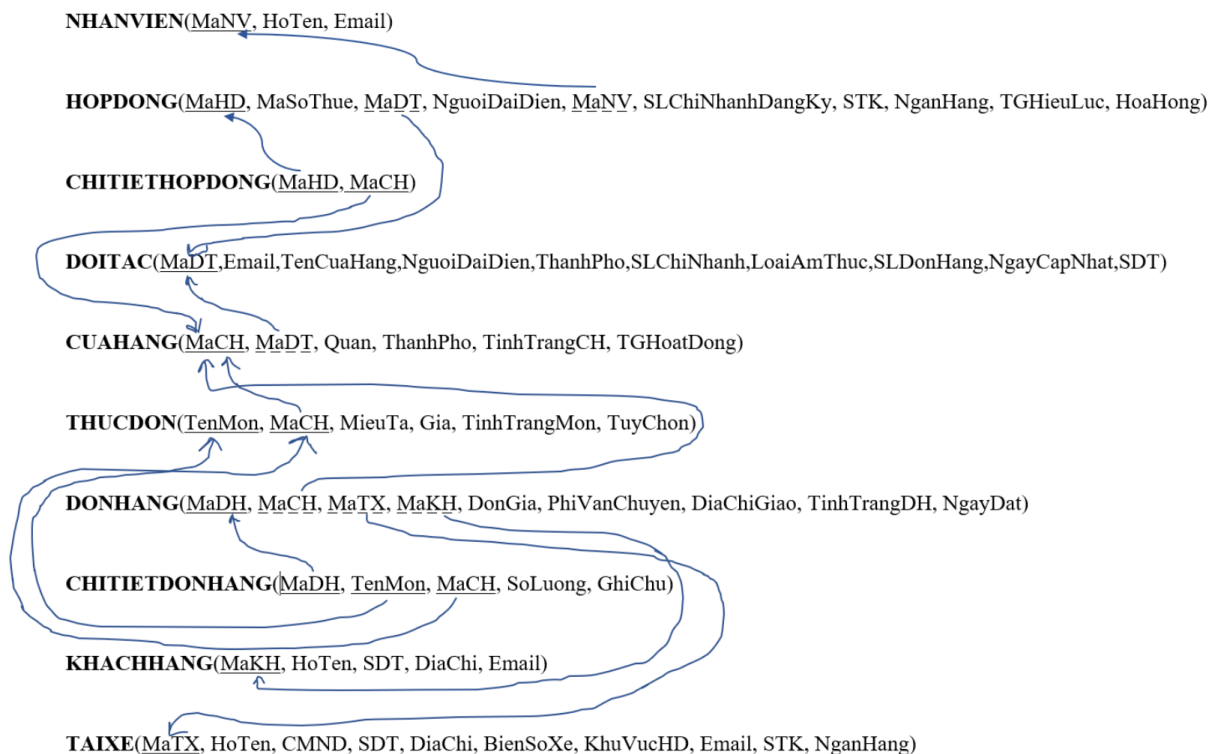 NHANVIEN(MaNV, HoTen, Email)
HOPDONG(MaHD, MaSoThue, MaDT, NguoiDaiDien, MaNV, SLChiNhanhDangKy, STK, NganHang, TGHieuLuc, HoaHong)
CHITIETHOPDONG(MaHD, MaCH)
DOITAC(MaDT,Email,TenCuaHang,NguoiDaiDien,ThanhPho,SLChiNhanh,LoaiAmThuc,SLDonHang,NgayCapNhat,SDT)
CUAHANG(MaCH, MaDT, Quan, ThanhPho, TinhTrangCH, TGHoatDong)
THUCDON(TenMon, MaCH, MieuTa, Gia, TinhTrangMon, TuyChon)
DONHANG(MaDH, MaCH, MaTX, MaKH, DonGia, PhiVanChuyen, DiaChiGiao, TinhTrangDH, NgayDat)
CHITIETDONHANG(MaDH, TenMon, MaCH, SoLuong, GhiChu)
KHACHHANG(MaKH, HoTen, SDT, DiaChi, Email)
TAIXE(MaTX, HoTen, CMND, SDT, DiaChi, BienSoXe, KhuVucHD, Email, STK, NganHang)